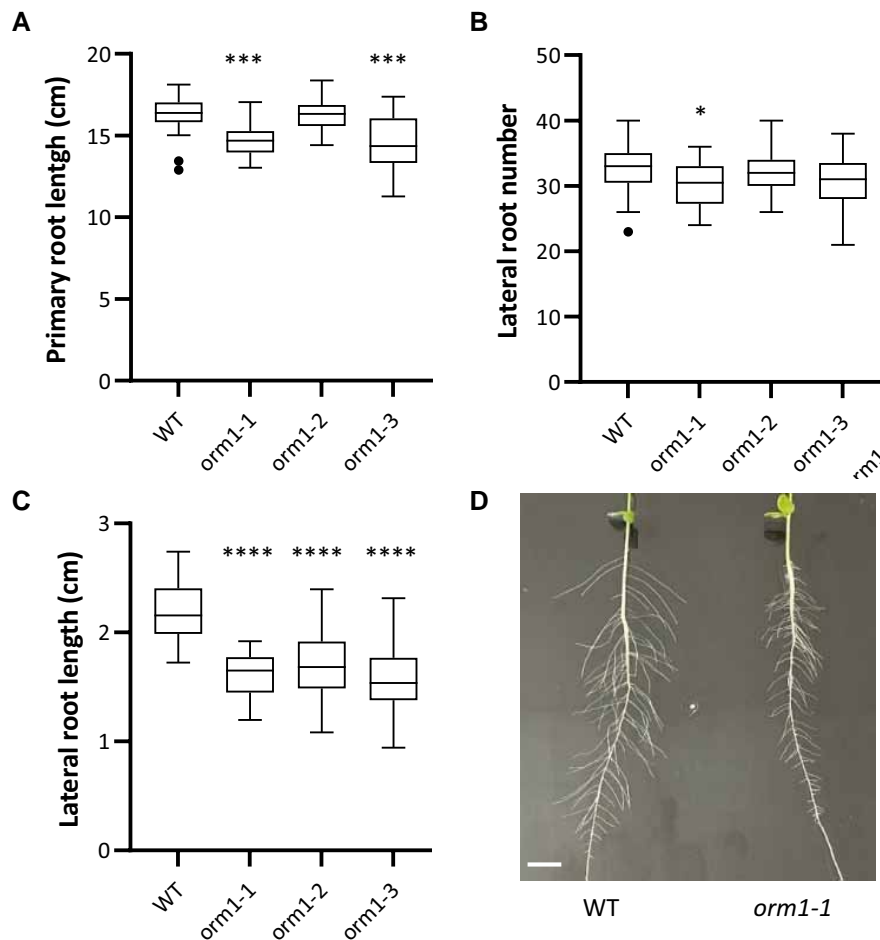 A
Primary root lentgh (cm)
20
15
10
5
0
***
***
WT
orm1-1
orm1-2
orm1-3
B
Lateral root number
50
40
30
20
10
0
*
WT
orm1-1
orm1-2
orm1-3
orm1
C
Lateral root length (cm)
3
2
1
0
**** **** ****
WT
orm1-1
orm1-2
orm1-3
D
WT orm1-1